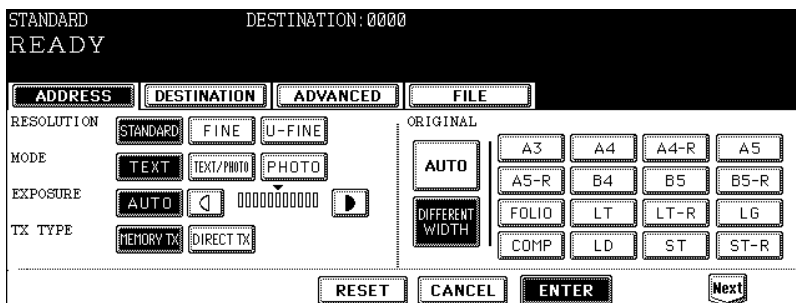 STANDARD DESTINATION:0000
READY
ADDRESS DESTINATION ADVANCED FILE
RESOLUTION STANDARD FINE U-FINE
MODE TEXT TEXT/PHOTO PHOTO
EXPOSURE AUTO
TX TYPE MEMORY TX DIRECT TX
ORIGINAL
AUTO
DIFFERENT
WIDTH
A3 A4 A4-R A5
A5-R B4 B5 B5-R
FOLIO LT LT-R LG
COMP LD ST ST-R
RESET CANCEL ENTER Next